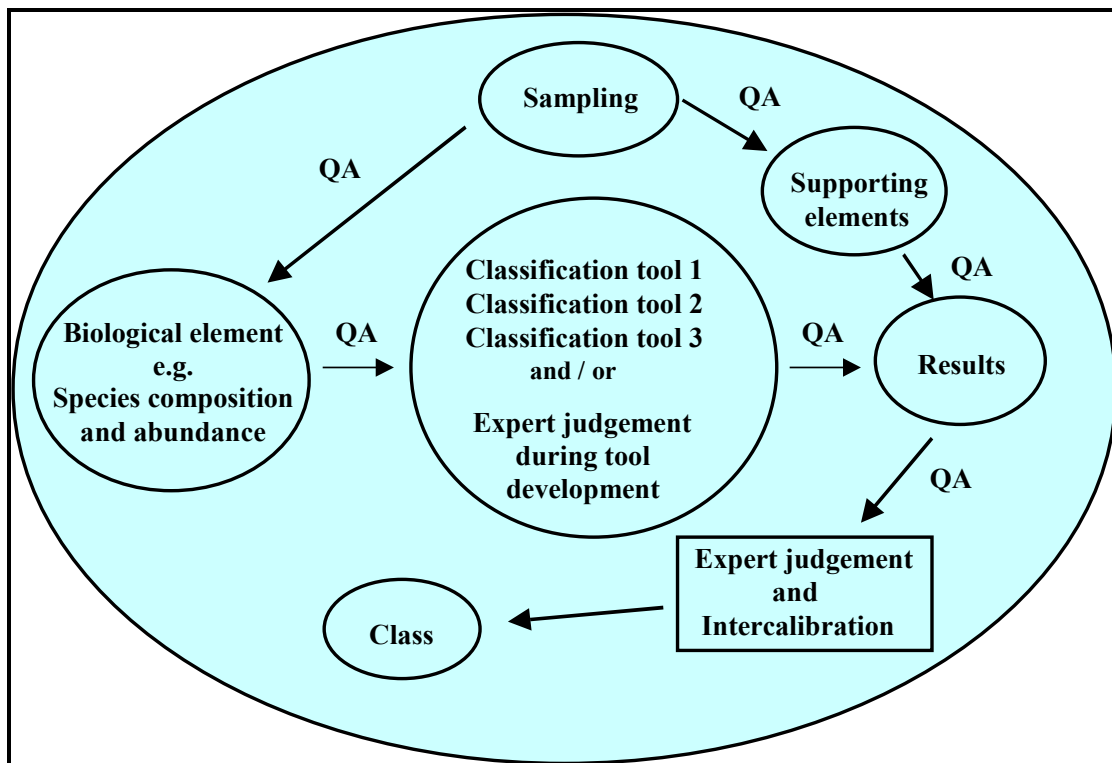 Sampling
QA
QA
Supporting
elements
Classification tool 1
Classification tool 2
Classification tool 3
and / or
Expert judgement
during tool
development
QA
Biological element
e.g.
Species composition
and abundance
QA
QA
Results
QA
Expert judgement
and
Intercalibration
Class